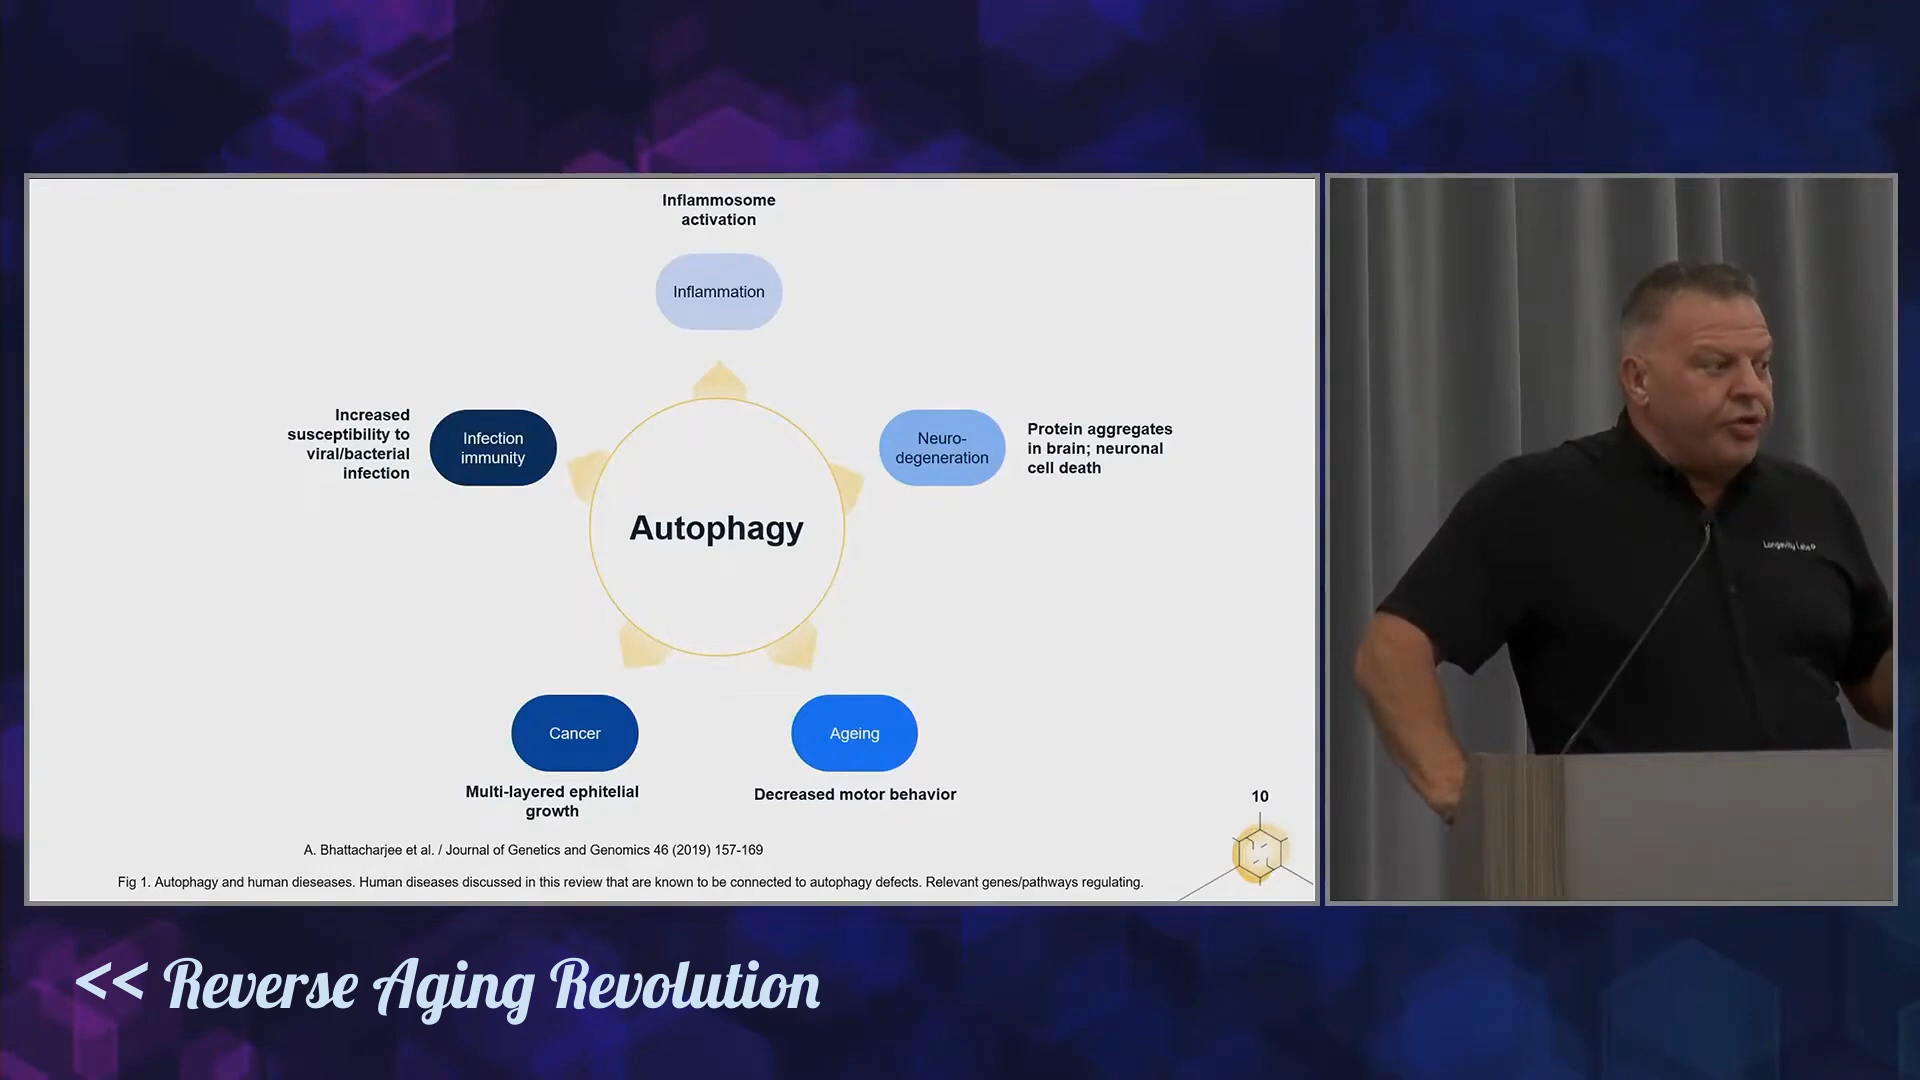 Inflammosome
activation
Inflammation
Increased
susceptibility to
viral/bacterial
infection
Infection
immunity
Neuro-
degeneration
Protein aggregates
in brain; neuronal
cell death
Autophagy
Cancer
Ageing
Multi-layered ephitelial
growth
Decreased motor behavior
10
A. Bhattacharjee et al. / Journal of Genetics and Genomics 46 (2019) 157-169
Fig 1. Autophagy and human dieseases. Human diseases discussed in this review that are known to be connected to autophagy defects. Relevant genes/pathways regulating.
Longevity Labs+
<< Reverse Aging Revolution